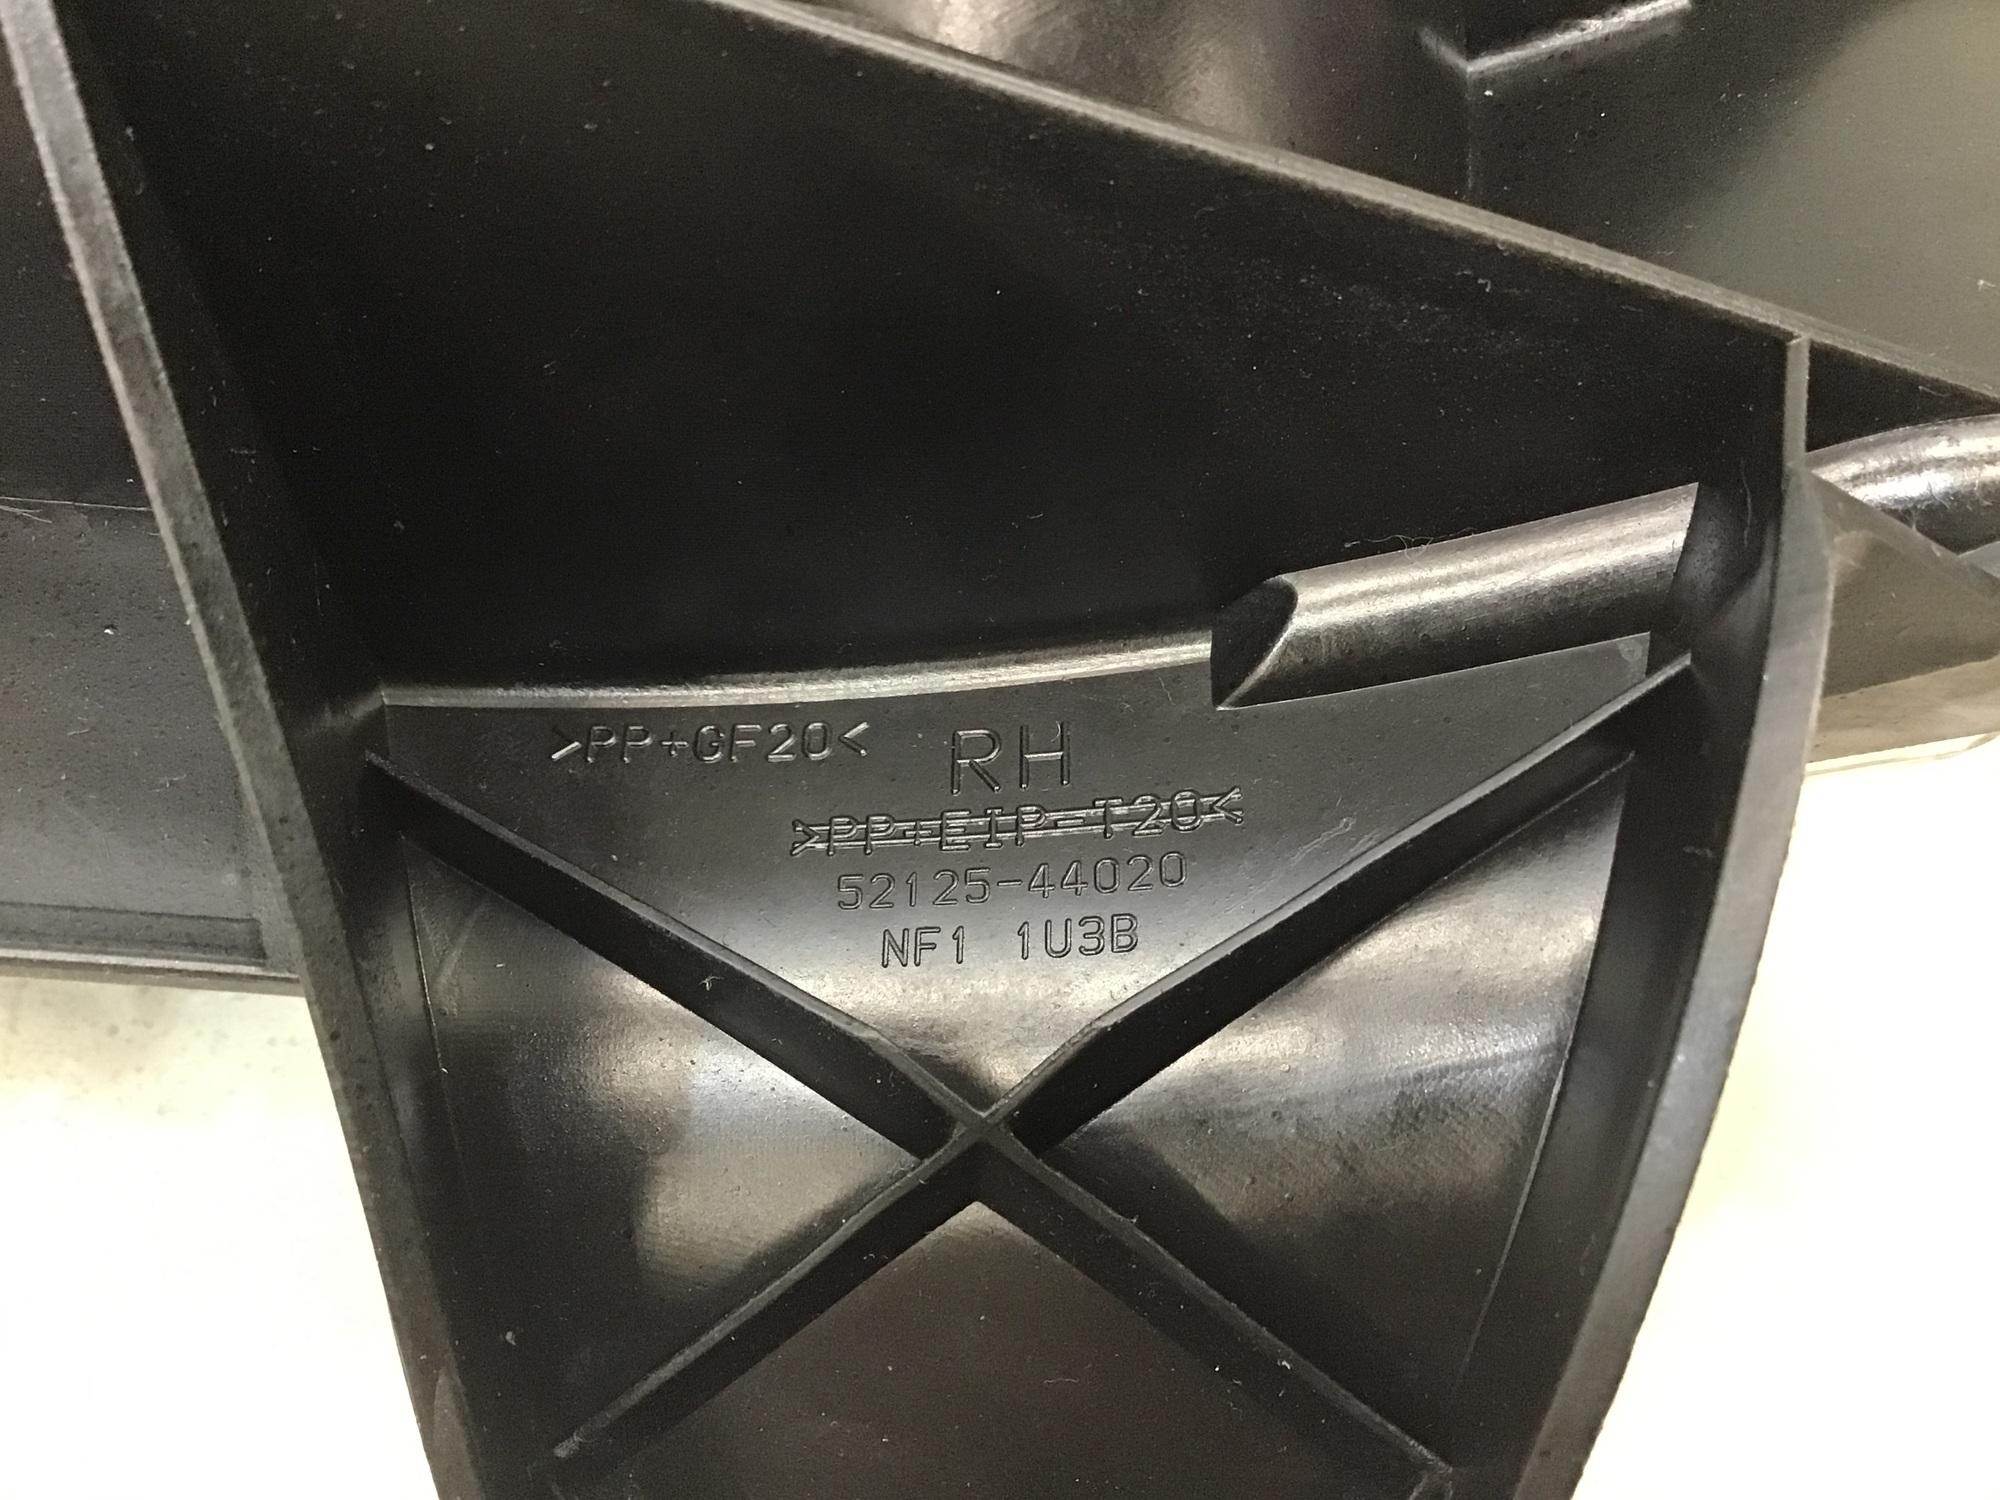 >PP+GF20<
RH
>PP+EIP-T20<
52125-44020
NF1 1U3B